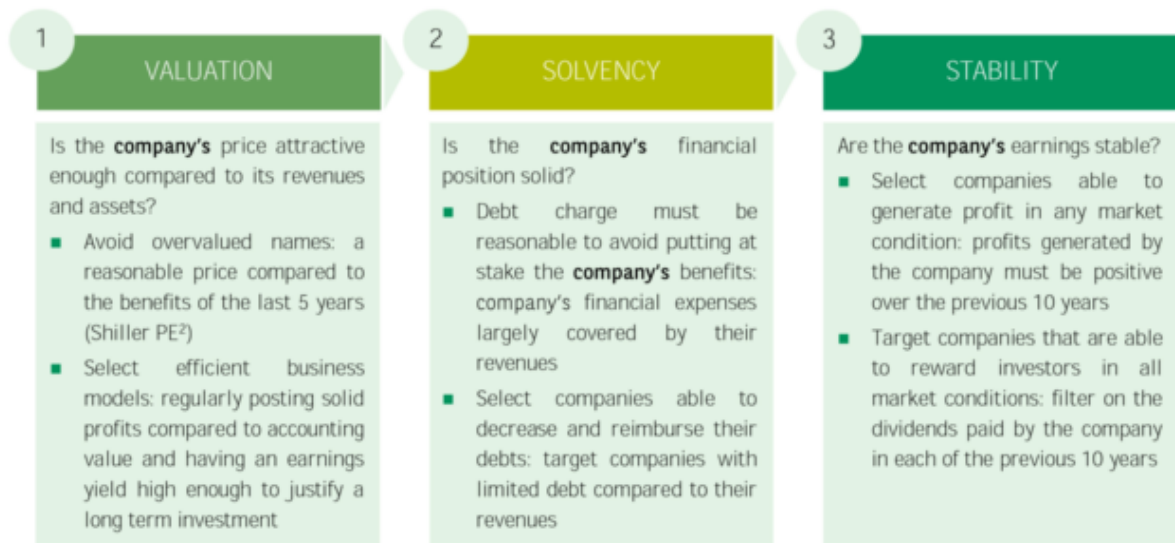 1
VALUATION
Is the company's price attractive
enough compared to its revenues
and assets?
■ Avoid overvalued names: a
reasonable price compared to
the benefits of the last 5 years
(Shiller PE²)
■ Select efficient business
models: regularly posting solid
profits compared to accounting
value and having an earnings
yield high enough to justify a
long term investment
2
SOLVENCY
Is the company's financial
position solid?
■ Debt charge must be
reasonable to avoid putting at
stake the company's benefits:
company's financial expenses
largely covered by their
revenues
■ Select companies able to
decrease and reimburse their
debts: target companies with
limited debt compared to their
revenues
3
STABILITY
Are the company's earnings stable?
■ Select companies able to
generate profit in any market
condition: profits generated by
the company must be positive
over the previous 10 years
■ Target companies that are able
to reward investors in all
market conditions: filter on the
dividends paid by the company
in each of the previous 10 years